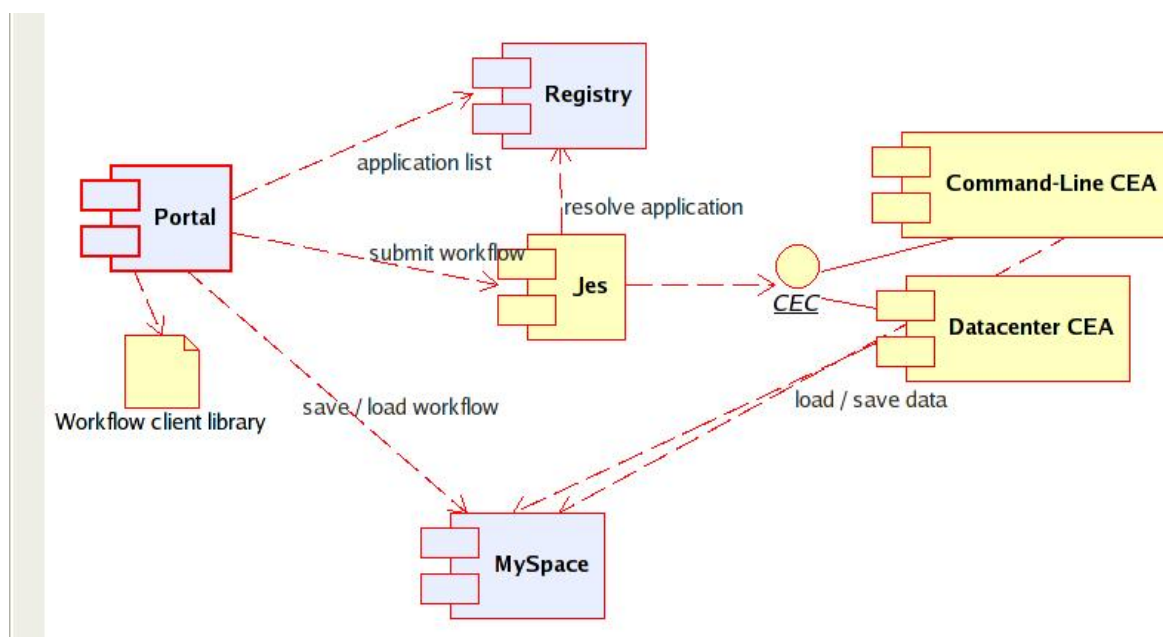 Registry
application list
Command-Line CEA
Portal
resolve application
submit workflow
Jes
CEC
Datacenter CEA
save / load workflow
load / save data
Workflow client library
MySpace